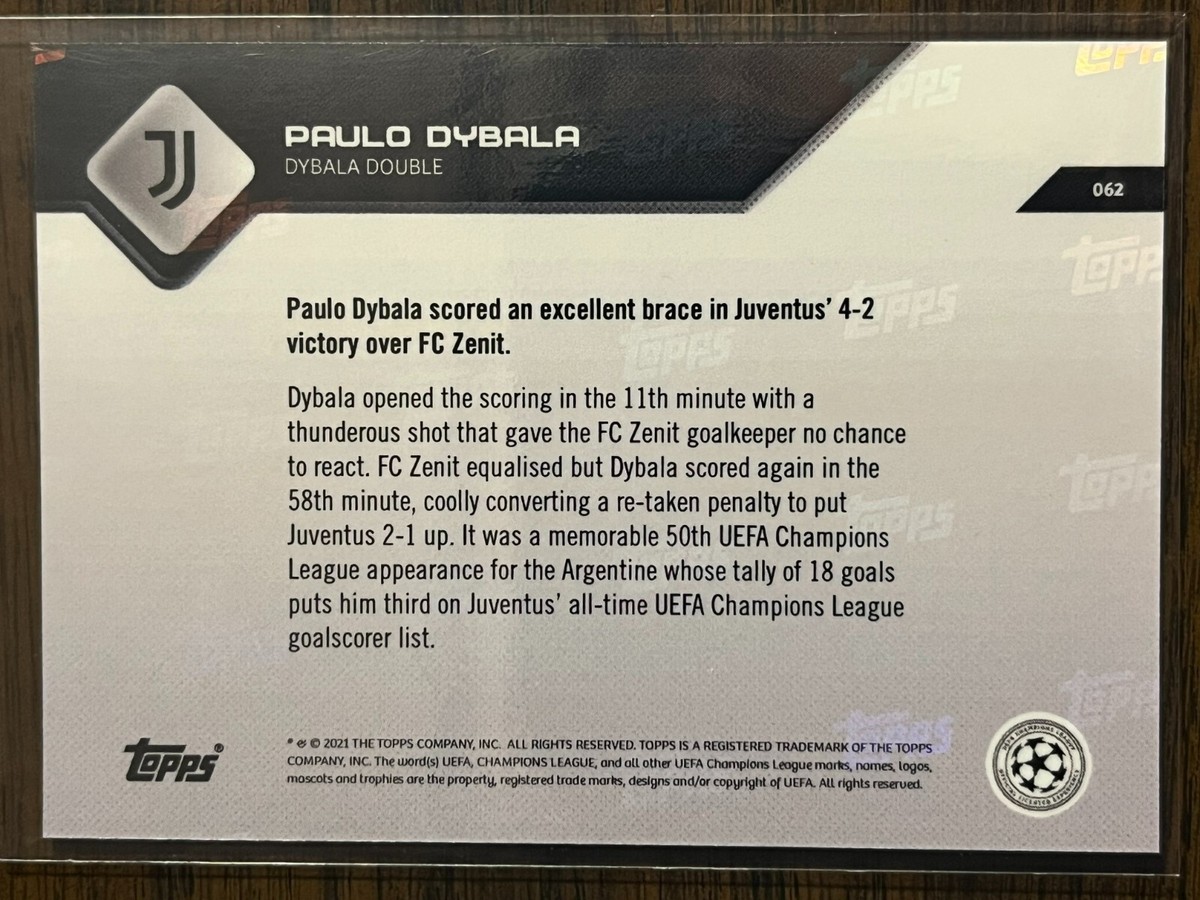 PAULO DYBALA
DYBALA DOUBLE
062
Paulo Dybala scored an excellent brace in Juventus’ 4-2
victory over FC Zenit.
Dybala opened the scoring in the 11th minute with a
thunderous shot that gave the FC Zenit goalkeeper no chance
to react. FC Zenit equalised but Dybala scored again in the
58th minute, coolly converting a re-taken penalty to put
Juventus 2-1 up. It was a memorable 50th UEFA Champions
League appearance for the Argentine whose tally of 18 goals
puts him third on Juventus’ all-time UEFA Champions League
goalscorer list.
topps®
© 2021 THE TOPPS COMPANY, INC. ALL RIGHTS RESERVED. TOPPS IS A REGISTERED TRADEMARK OF THE TOPPS
COMPANY, INC. The word(s) UEFA, CHAMPIONS LEAGUE, and all other UEFA Champions League marks, names, logos,
mascots and trophies are the property, registered trade marks, designs and/or copyright of UEFA. All rights reserved.
UEFA CHAMPIONS LEAGUE
OFFICIAL LICENSED